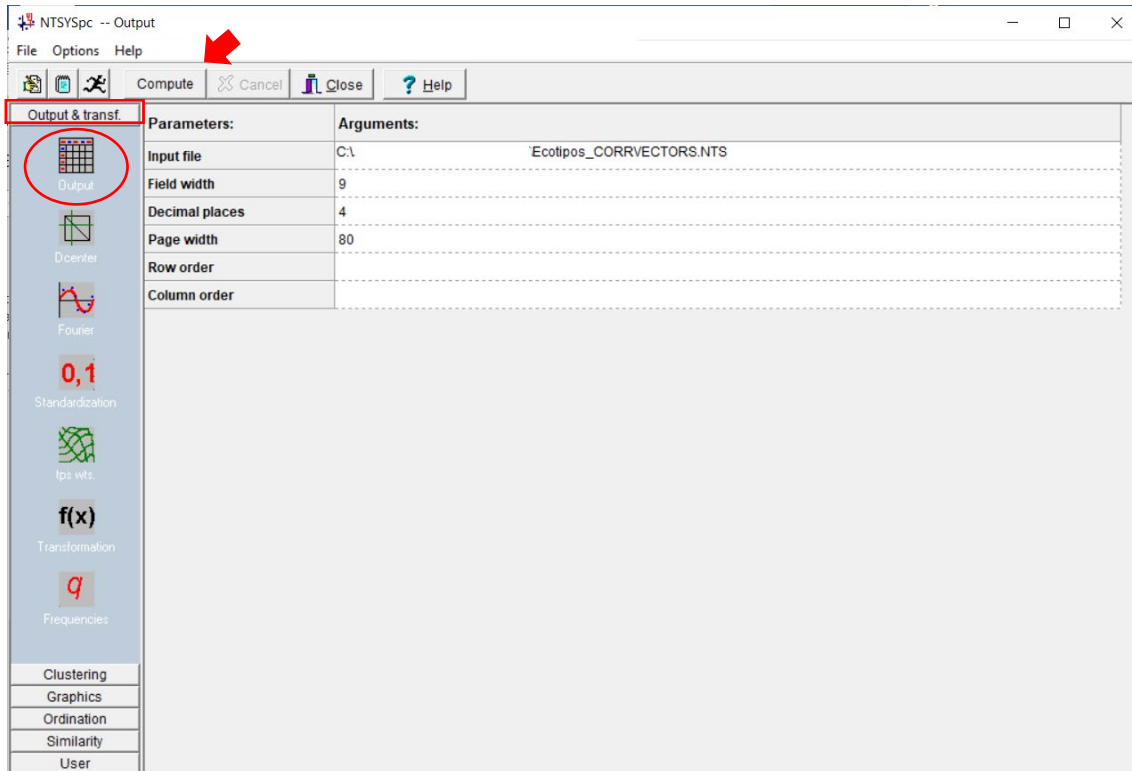 NTSYSpc -- Output
File Options Help
Compute Cancel Close ? Help
Output & transf.
Parameters: Arguments:
Input file C:\ `Ecotipos_CORRVECTORS.NTS
Output
Field width 9
Decimal places 4
Page width 80
Dcenter
Row order
Column order
Fourier
0,1
Standardization
tps wts.
f(x)
Transformation
q
Frequencies
Clustering
Graphics
Ordination
Similarity
User